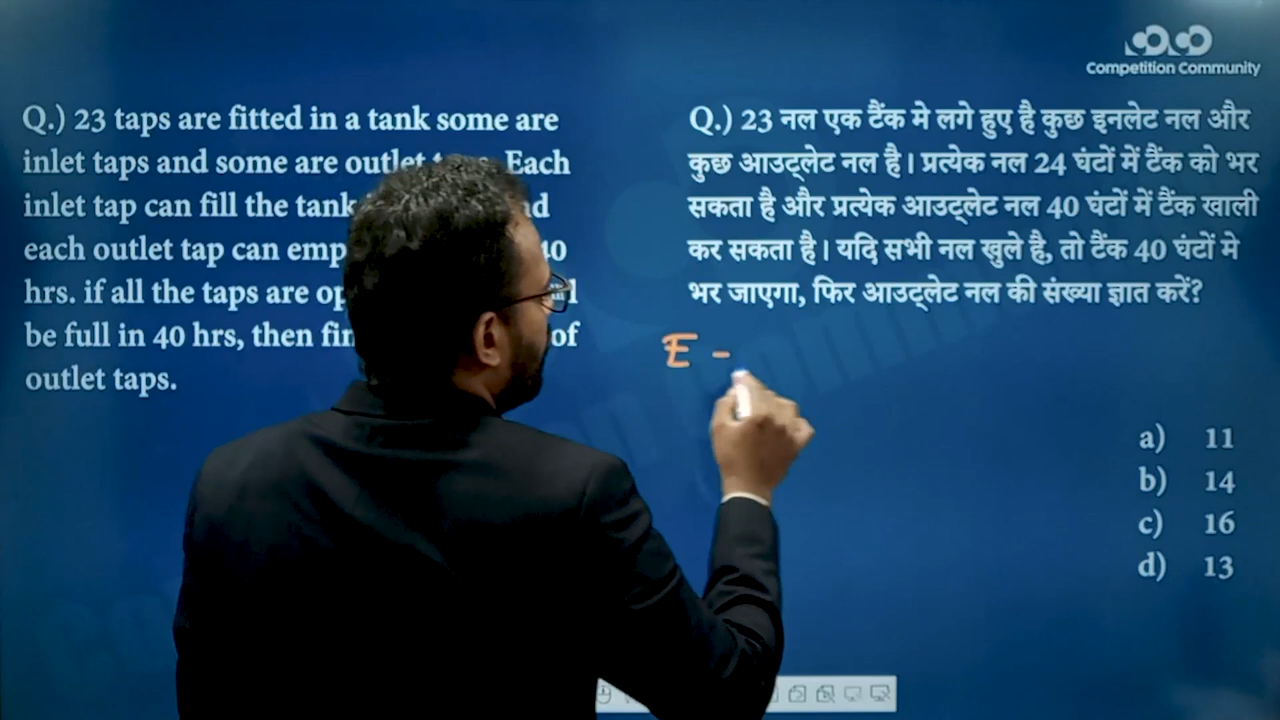 Competition Community
Q.) 23 taps are fitted in a tank some are
inlet taps and some are outlet Each
inlet tap can fill the tank
each outlet tap can 40
hrs. if all the taps are
be full in 40 hrs, then of
outlet taps.
Q.) 23 नल एक टैंक मे लगे हुए है कुछ इनलेट नल और
कुछ आउट्लेट नल है। प्रत्येक नल 24 घंटों में टैंक को भर
सकता है और प्रत्येक आउट्लेट नल 40 घंटों में टैंक खाली
कर सकता है। यदि सभी नल खुले है, तो टैंक 40 घंटों मे
भर जाएगा, फिर आउट्लेट नल की संख्या ज्ञात करें?
E -
a) 11
b) 14
c) 16
d) 13